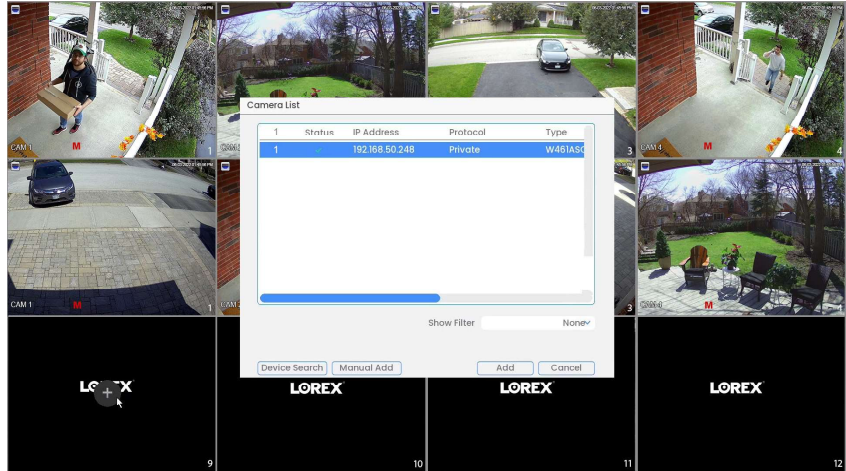 CAM 1
M
1
CAM 4
M
4
3
Camera List
1 Status IP Address Protocol Type
1 192.168.50.248 Private W461ASC
Show Filter None
Device Search Manual Add Add Cancel
CAM 1
M
1
3
CAM 4
M
LOREX
9
LOREX
10
LOREX
11
LOREX
12